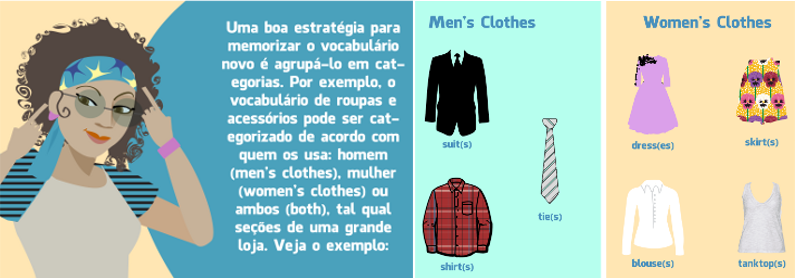 Uma boa estratégia para
memorizar o vocabulário
novo é agrupá-lo em cat-
egorias. Por exemplo, o
vocabulário de roupas e
acessórios pode ser cat-
egorizado de acordo com
quem os usa: homem
(men's clothes), mulher
(women's clothes) ou
ambos (both), tal qual
seções de uma grande
loja. Veja o exemplo:
Men's Clothes
suit(s)
tie(s)
shirt(s)
Women's Clothes
dress(es)
skirt(s)
blouse(s)
tanktop(s)